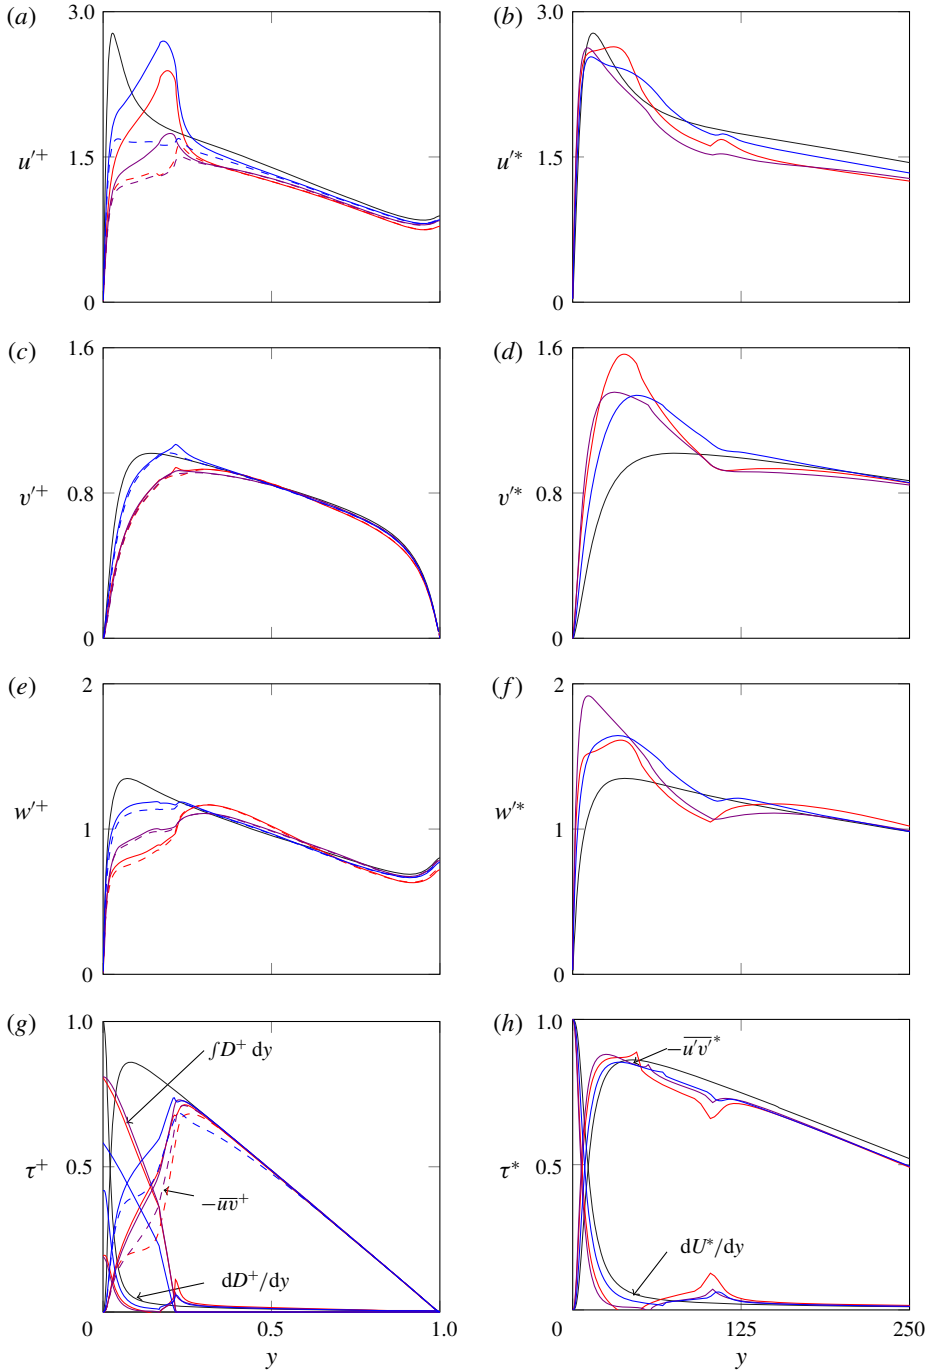 (a)
(b)
3.0
3.0
u′⁺
1.5
u′*
1.5
0
0
(c)
(d)
1.6
1.6
v′⁺
0.8
v′*
0.8
0
0
(e)
(f)
2
2
w′⁺
1
w′*
1
0
0
(g)
(h)
1.0
1.0
∫D⁺ dy
−u′v′*
τ⁺
0.5
τ*
0.5
−uv⁺
dD⁺/dy
dU*/dy
0
0.5
1.0
0
125
250
y
y